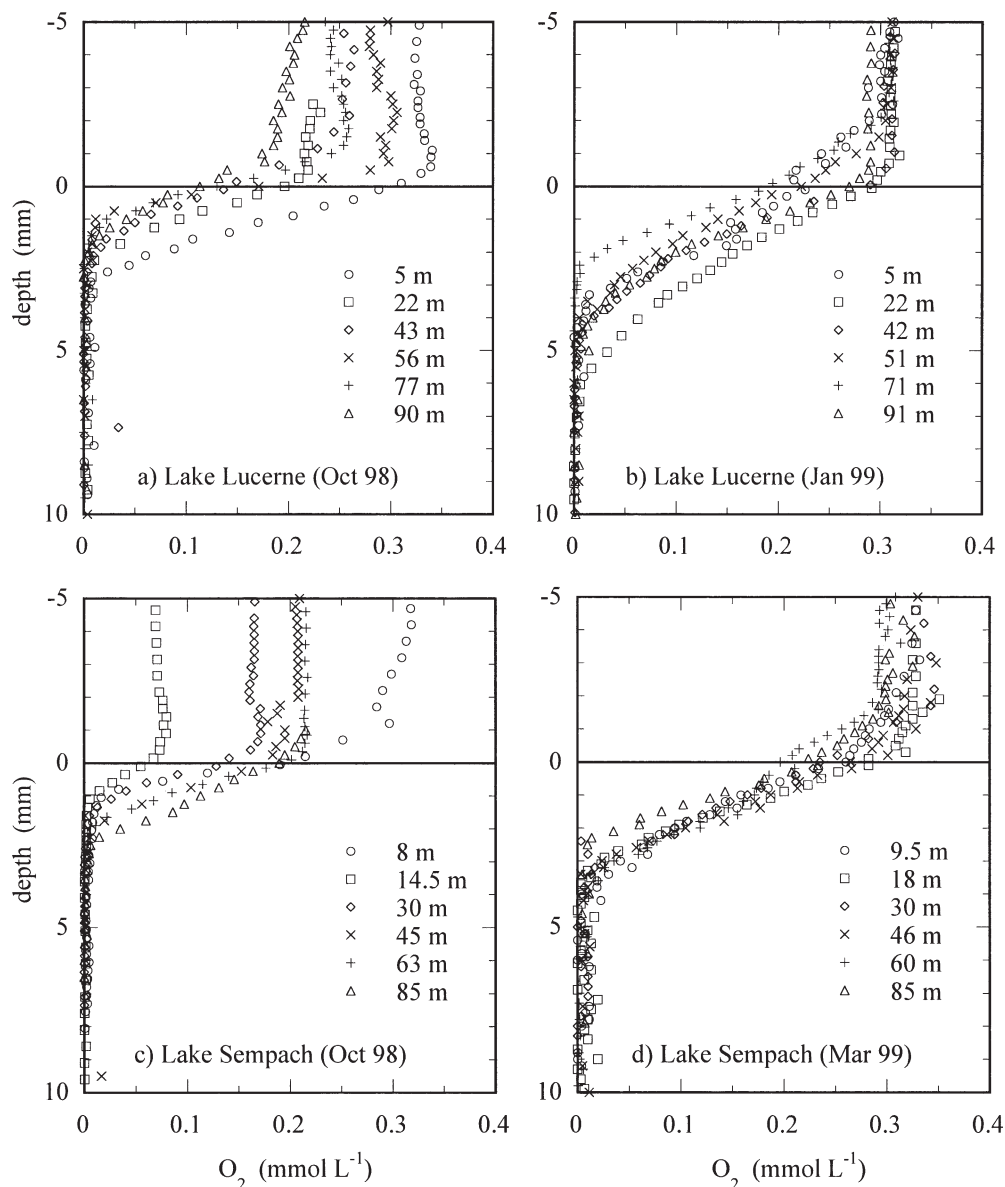 -5
0
5
10
depth (mm)
0
0.1
0.2
0.3
0.4
5 m
22 m
43 m
56 m
77 m
90 m
a) Lake Lucerne (Oct 98)
-5
0
5
10
0
0.1
0.2
0.3
0.4
5 m
22 m
42 m
51 m
71 m
91 m
b) Lake Lucerne (Jan 99)
-5
0
5
10
depth (mm)
0
0.1
0.2
0.3
0.4
8 m
14.5 m
30 m
45 m
63 m
85 m
c) Lake Sempach (Oct 98)
O₂ (mmol L⁻¹)
-5
0
5
10
0
0.1
0.2
0.3
0.4
9.5 m
18 m
30 m
46 m
60 m
85 m
d) Lake Sempach (Mar 99)
O₂ (mmol L⁻¹)